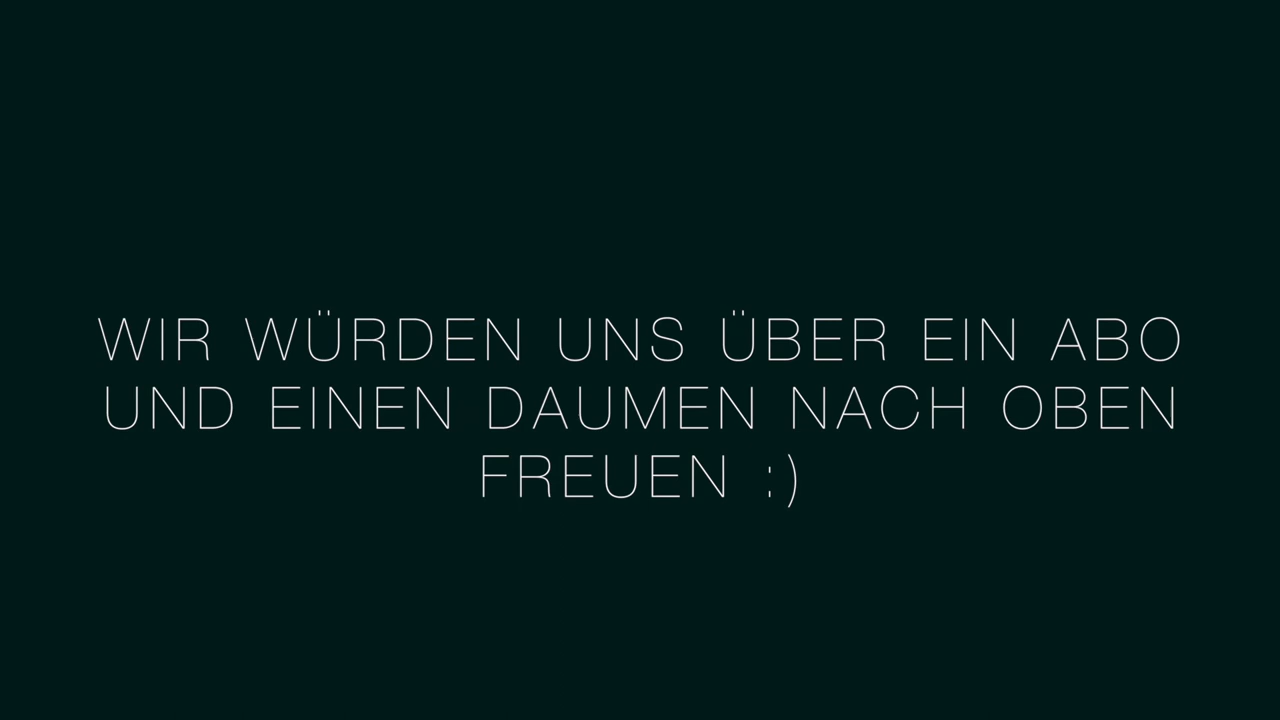 WIR WÜRDEN UNS ÜBER EIN ABO
UND EINEN DAUMEN NACH OBEN
FREUEN :)